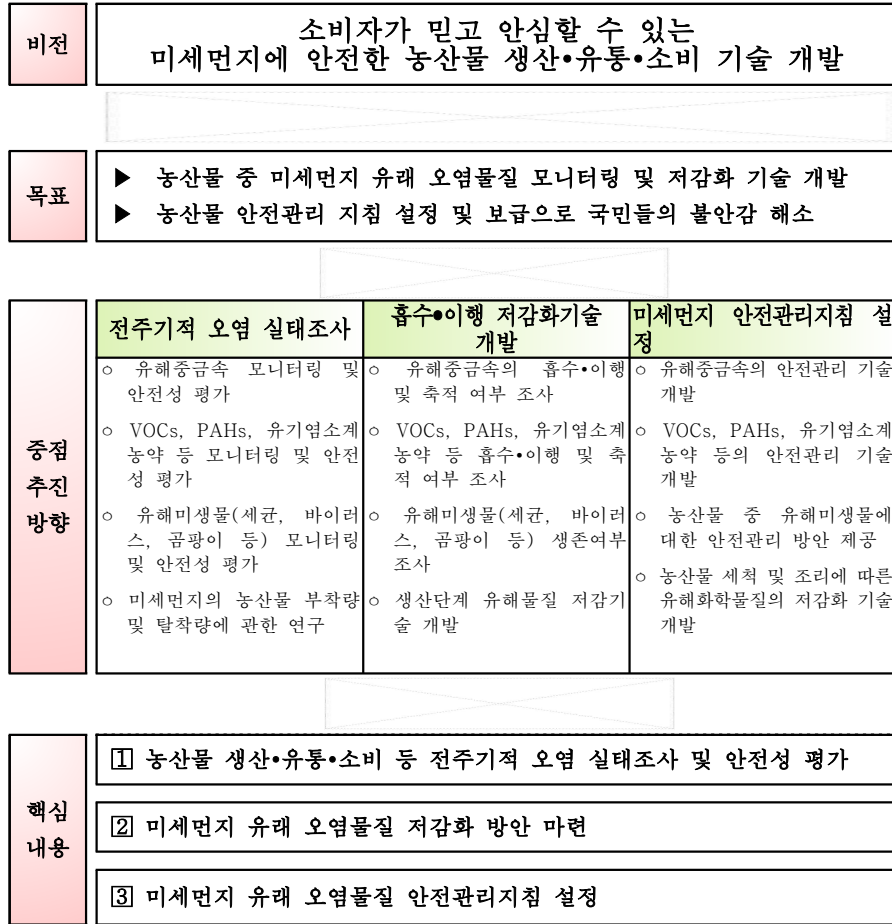 비전
소비자가 믿고 안심할 수 있는
미세먼지에 안전한 농산물 생산•유통•소비 기술 개발
목표
▶ 농산물 중 미세먼지 유래 오염물질 모니터링 및 저감화 기술 개발
▶ 농산물 안전관리 지침 설정 및 보급으로 국민들의 불안감 해소
중점
추진
방향
전주기적 오염 실태조사
○ 유해중금속 모니터링 및
안전성 평가
○ VOCs, PAHs, 유기염소계
농약 등 모니터링 및 안전
성 평가
○ 유해미생물(세균, 바이러
스, 곰팡이 등) 모니터링
및 안전성 평가
○ 미세먼지의 농산물 부착량
및 탈착량에 관한 연구
흡수•이행 저감화기술
개발
○ 유해중금속의 흡수•이행
및 축적 여부 조사
○ VOCs, PAHs, 유기염소계
농약 등 흡수•이행 및 축
적 여부 조사
○ 유해미생물(세균, 바이러
스, 곰팡이 등) 생존여부
조사
○ 생산단계 유해물질 저감기
술 개발
미세먼지 안전관리지침 설
정
○ 유해중금속의 안전관리 기술
개발
○ VOCs, PAHs, 유기염소계
농약 등의 안전관리 기술
개발
○ 농산물 중 유해미생물에
대한 안전관리 방안 제공
○ 농산물 세척 및 조리에 따른
유해화학물질의 저감화 기술
개발
핵심
내용
1 농산물 생산•유통•소비 등 전주기적 오염 실태조사 및 안전성 평가
2 미세먼지 유래 오염물질 저감화 방안 마련
3 미세먼지 유래 오염물질 안전관리지침 설정